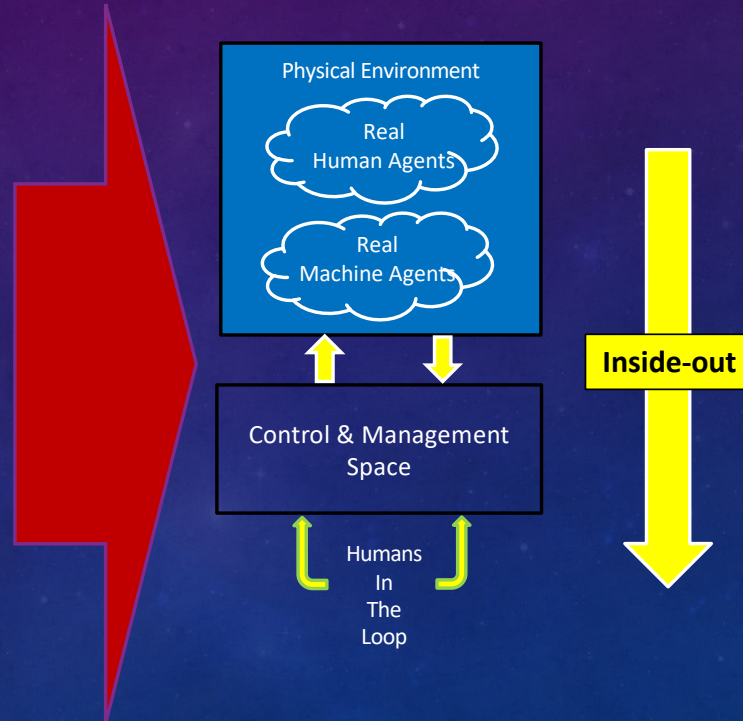 Physical Environment
Real
Human Agents
Real
Machine Agents
Inside-out
Control & Management
Space
Humans
In
The
Loop